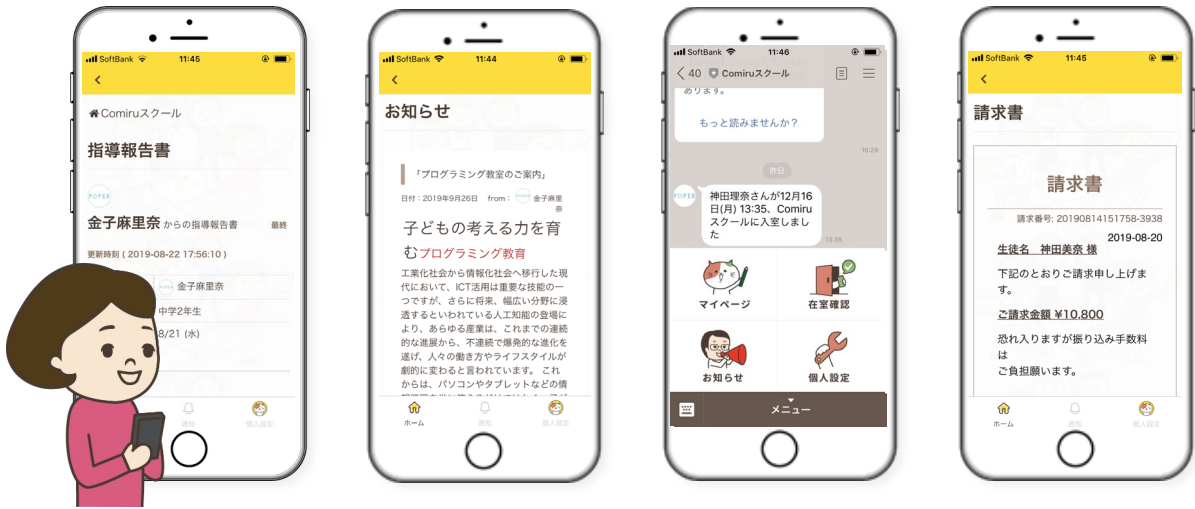 SoftBank 11:45
Comiruスクール
指導報告書
POPER
金子麻里奈 からの指導報告書 最終
更新時刻 ( 2019-08-22 17:56:10 )
POPER 金子麻里奈
中学2年生
8/21 (水)
通知 個人設定
SoftBank 11:44
お知らせ
「プログラミング教室のご案内」
日付：2019年9月26日 from： 金子麻里
奈
子どもの考える力を育
むプログラミング教育
工業化社会から情報化社会へ移行した現
代において、ICT活用は重要な技能の一
つですが、さらに将来、幅広い分野に浸
透するといわれている人工知能の登場に
より、あらゆる産業は、これまでの連続
的な進展から、不連続で爆発的な進化を
遂げ、人々の働き方やライフスタイルが
劇的に変わると言われています。 これ
からは、パソコンやタブレットなどの情
ホーム 通知 個人設定
SoftBank 11:46
40 Comiruスクール
あります。
もっと読みませんか？
10:29
昨日
POPER
神田理奈さんが12月16
日(月) 13:35、Comiru
スクールに入室しまし
た
13:35
マイページ 在室確認
お知らせ 個人設定
メニュー
SoftBank 11:45
請求書
請求書
請求書番号: 20190814151758-3938
2019-08-20
生徒名 神田美奈 様
下記のとおりご請求申し上げま
す。
ご請求金額 ¥10,800
恐れ入りますが振り込み手数料
は
ご負担願います。
ホーム 通知 個人設定